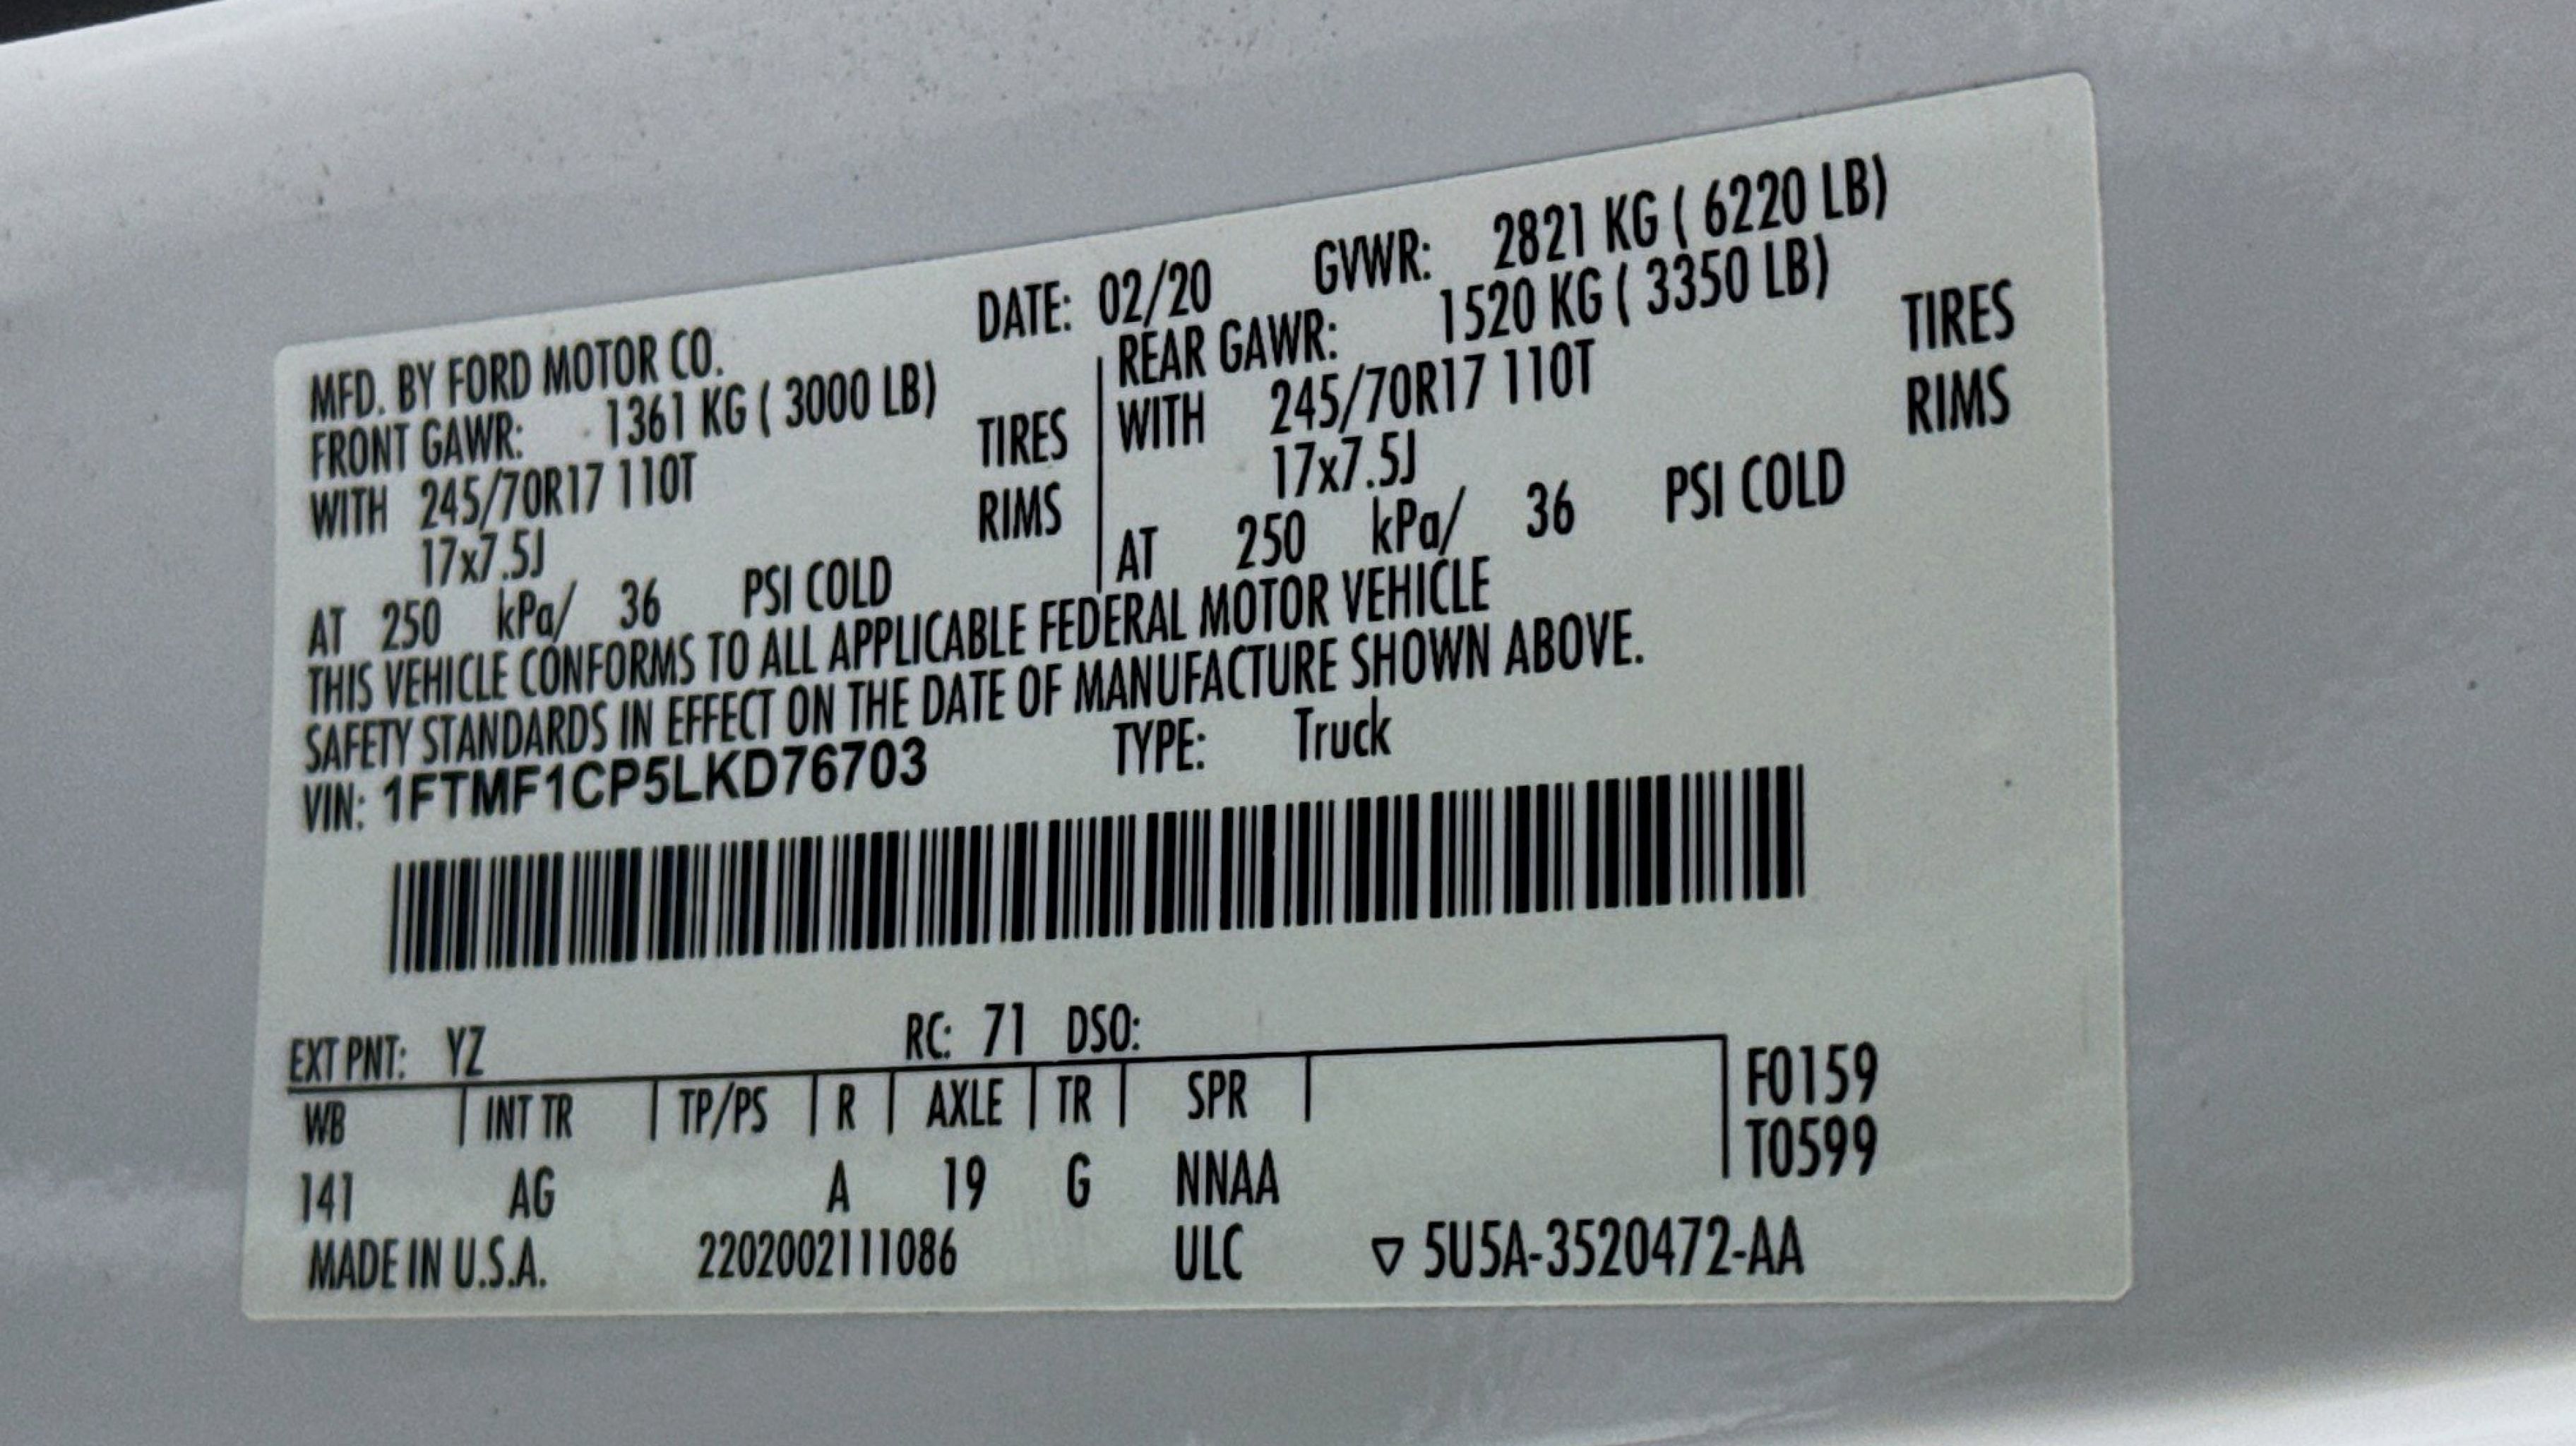 MFD. BY FORD MOTOR CO. DATE: 02/20 GVWR: 2821 KG ( 6220 LB)
FRONT GAWR: 1361 KG ( 3000 LB) REAR GAWR: 1520 KG ( 3350 LB)
WITH 245/70R17 110T TIRES WITH 245/70R17 110T TIRES
17x7.5J RIMS 17x7.5J RIMS
AT 250 kPa/ 36 PSI COLD AT 250 kPa/ 36 PSI COLD
THIS VEHICLE CONFORMS TO ALL APPLICABLE FEDERAL MOTOR VEHICLE
SAFETY STANDARDS IN EFFECT ON THE DATE OF MANUFACTURE SHOWN ABOVE.
VIN: 1FTMF1CP5LKD76703 TYPE: Truck
EXT PNT: YZ RC: 71 DSO:
WB INT TR TP/PS R AXLE TR SPR F0159
T0599
141 AG A 19 G NNAA
MADE IN U.S.A. 2202002111086 ULC ▽ 5U5A-3520472-AA